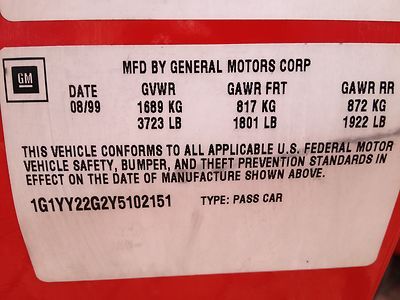 MFD BY GENERAL MOTORS CORP
GM
DATE GVWR GAWR FRT GAWR RR
08/99 1689 KG 817 KG 872 KG
3723 LB 1801 LB 1922 LB
THIS VEHICLE CONFORMS TO ALL APPLICABLE U.S. FEDERAL MOTOR
VEHICLE SAFETY, BUMPER, AND THEFT PREVENTION STANDARDS IN
EFFECT ON THE DATE OF MANUFACTURE SHOWN ABOVE.
1G1YY22G2Y5102151 TYPE: PASS CAR